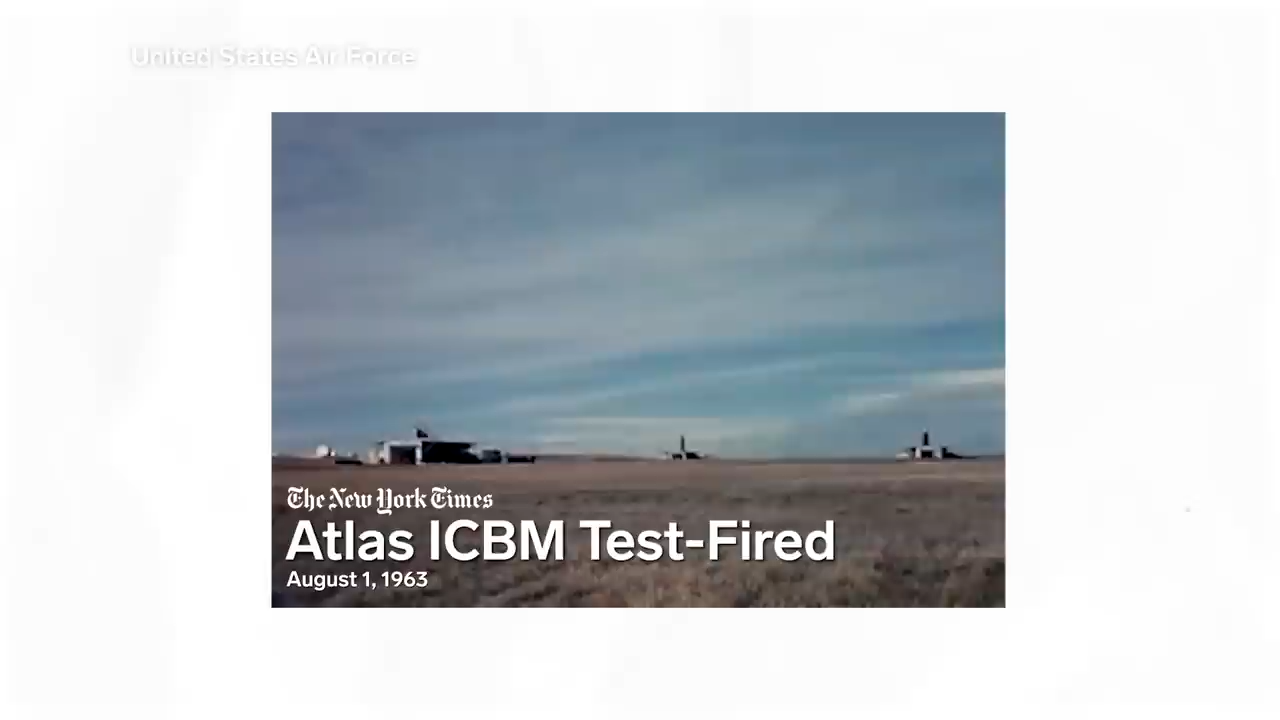 United States Air Force
The New York Times
Atlas ICBM Test-Fired
August 1, 1963